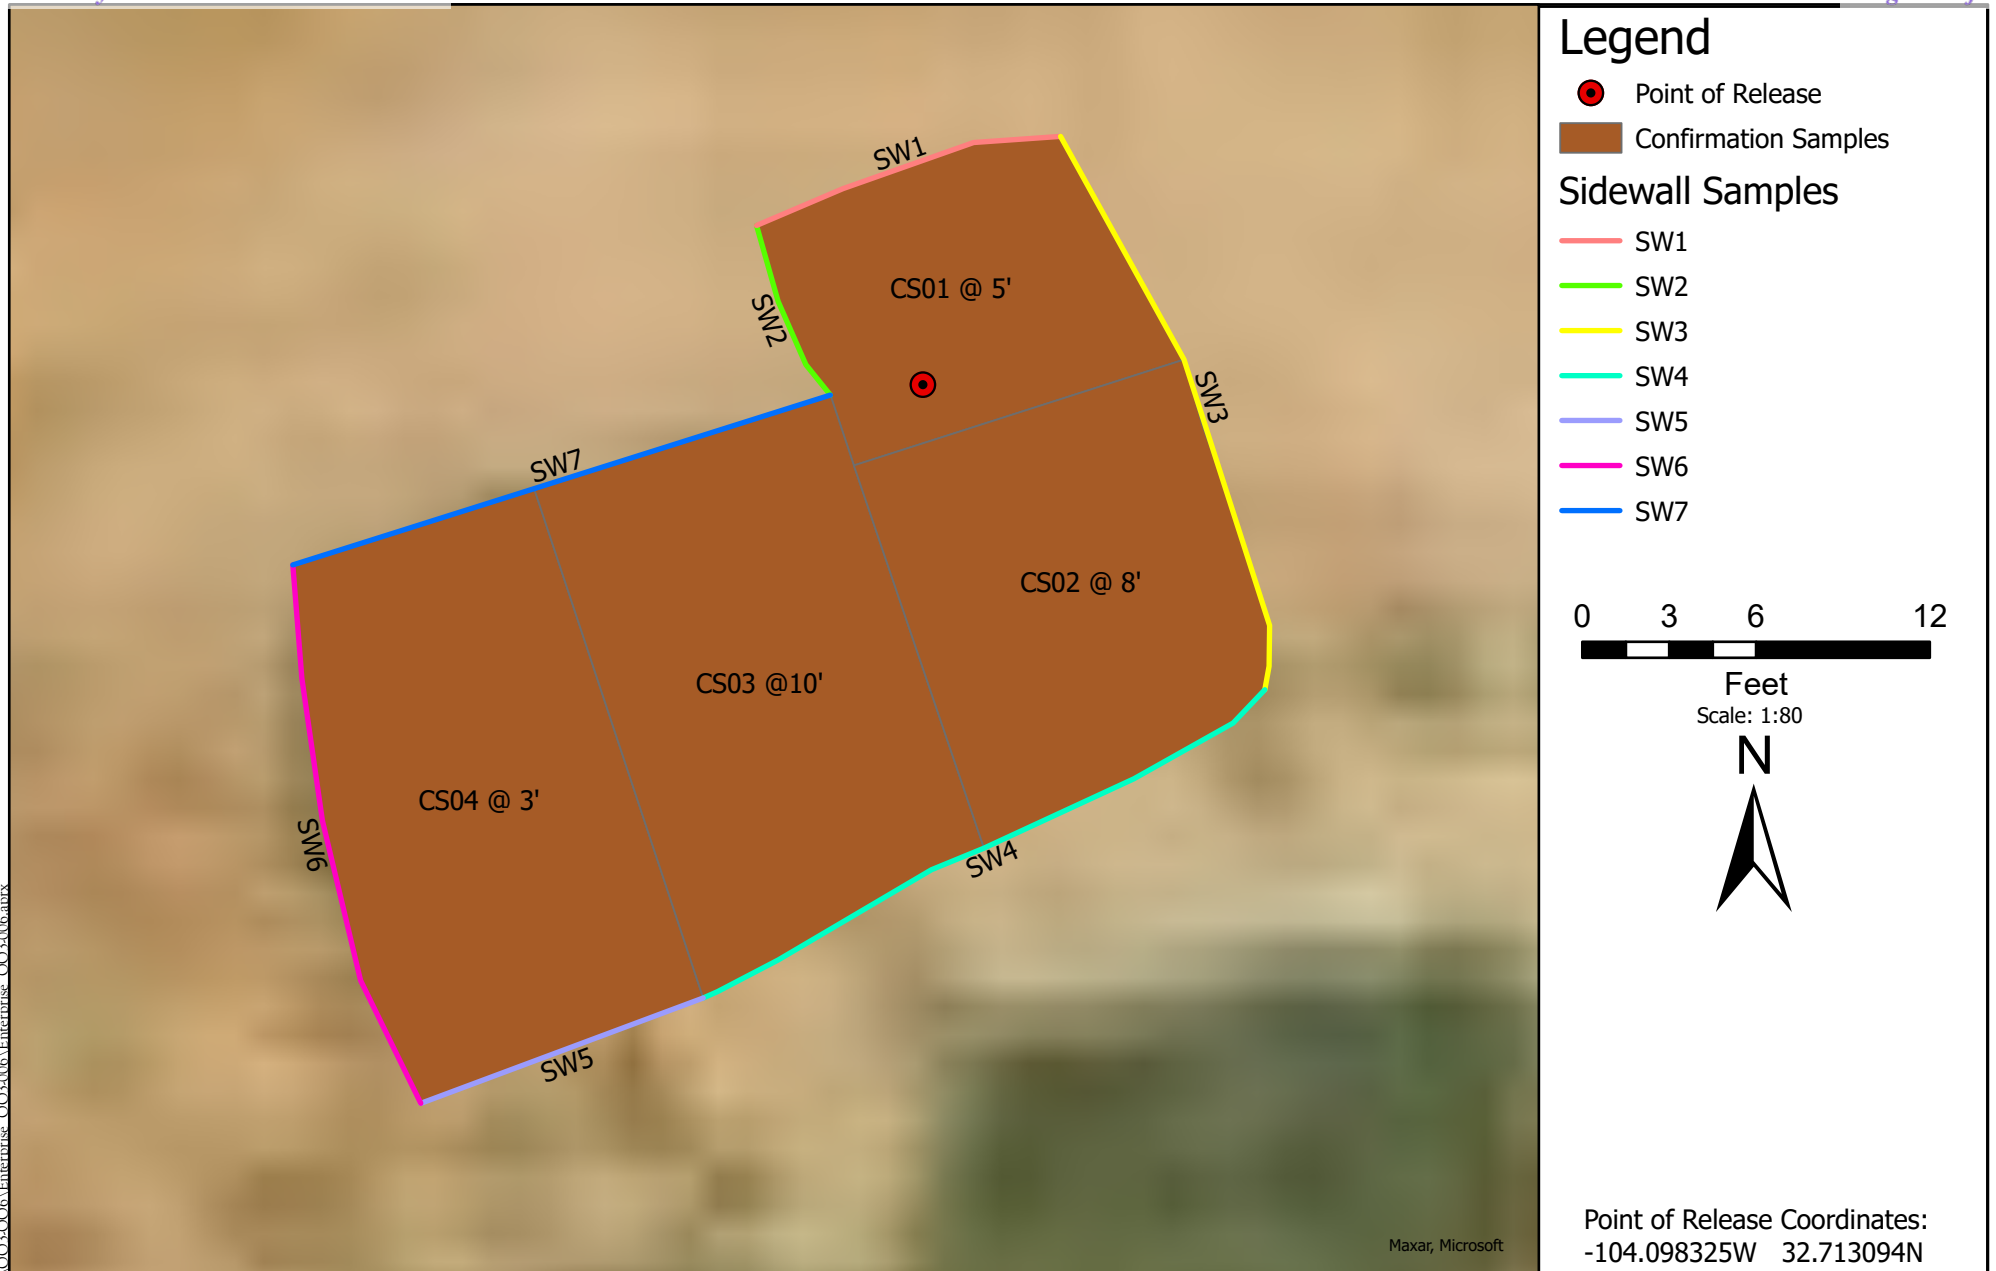 Legend
Point of Release
Confirmation Samples
Sidewall Samples
SW1
SW2
SW3
SW4
SW5
SW6
SW7
0 3 6 12
Feet
Scale: 1:80
N
Point of Release Coordinates:
-104.098325W 32.713094N
SW1
CS01 @ 5'
SW2
SW3
SW7
CS02 @ 8'
CS03 @10'
CS04 @ 3'
SW6
SW4
SW5
Maxar, Microsoft